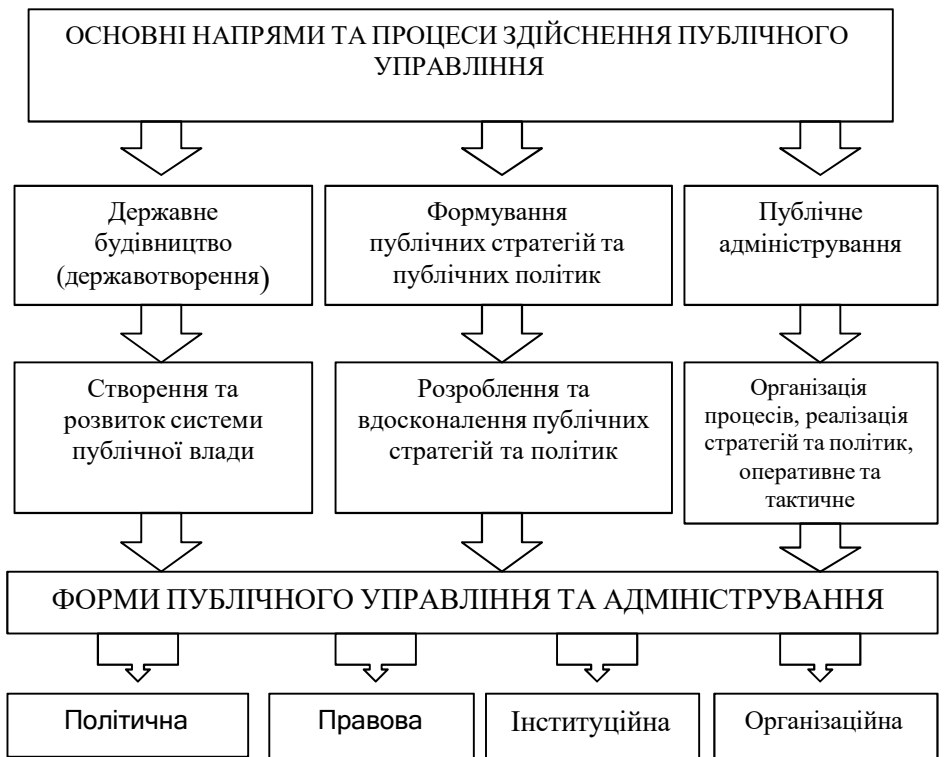 ОСНОВНІ НАПРЯМИ ТА ПРОЦЕСИ ЗДІЙСНЕННЯ ПУБЛІЧНОГО
УПРАВЛІННЯ
Державне
будівництво
(державотворення)
Формування
публічних стратегій та
публічних політик
Публічне
адміністрування
Створення та
розвиток системи
публічної влади
Розроблення та
вдосконалення публічних
стратегій та політик
Організація
процесів, реалізація
стратегій та політик,
оперативне та
тактичне
ФОРМИ ПУБЛІЧНОГО УПРАВЛІННЯ ТА АДМІНІСТРУВАННЯ
Політична
Правова
Інституційна
Організаційна